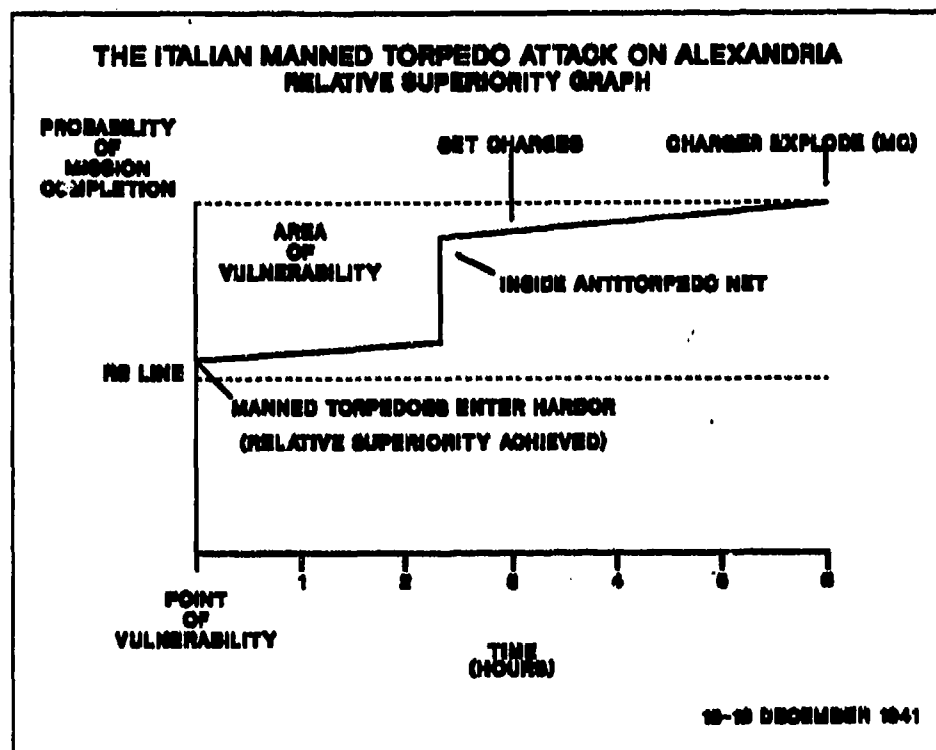 THE ITALIAN MANNED TORPEDO ATTACK ON ALEXANDRIA
RELATIVE SUPERIORITY GRAPH
PROBABILITY
OF
MISSION
COMPLETION
SET CHARGES
CHARGES EXPLODE (MC)
AREA
OF
VULNERABILITY
INSIDE ANTITORPEDO NET
RS LINE
MANNED TORPEDOES ENTER HARBOR
(RELATIVE SUPERIORITY ACHIEVED)
1 2 3 4 5 6
POINT
OF
VULNERABILITY
TIME
(HOURS)
DECEMBER 1941